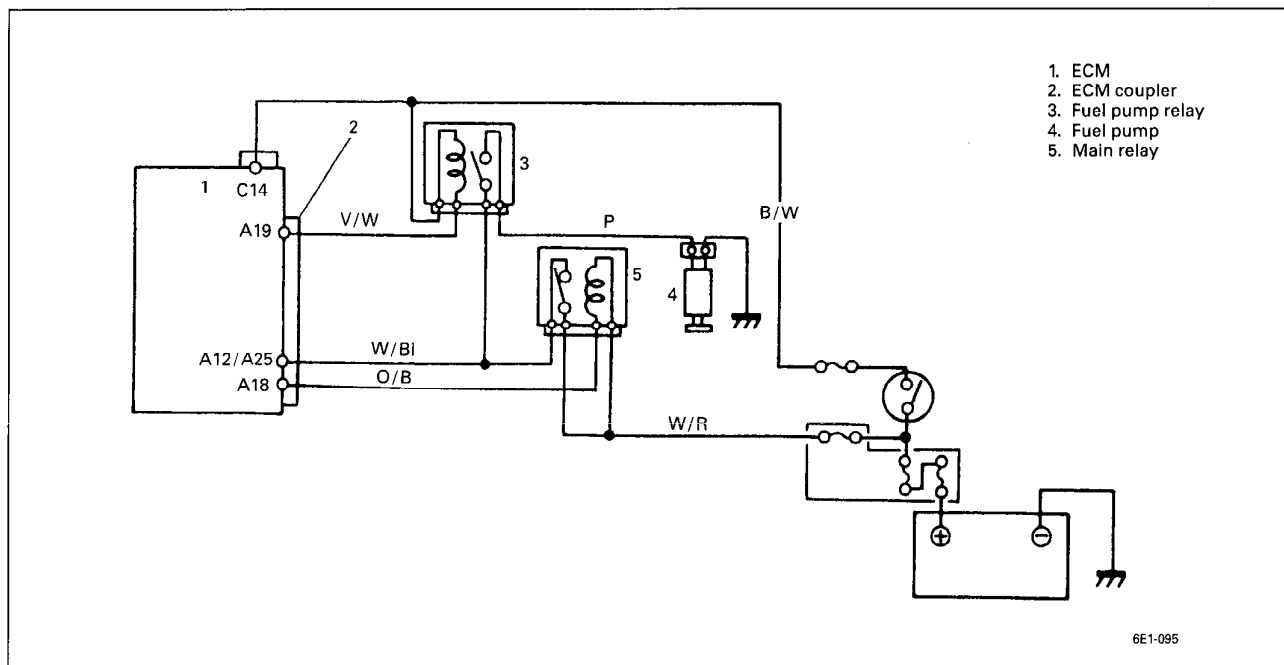 1. ECM
2. ECM coupler
3. Fuel pump relay
4. Fuel pump
5. Main relay
2
3
1
C14
B/W
A19
V/W
P
5
4
A12/A25
W/Bl
A18
O/B
W/R
+
−
6E1-095